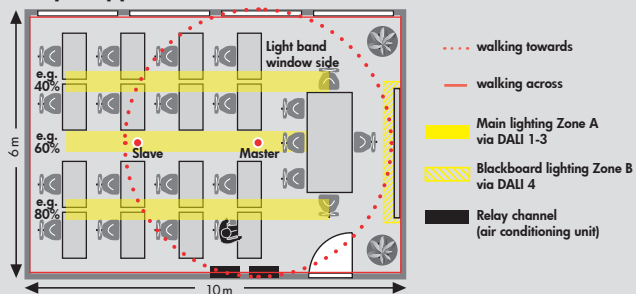 Light band
window side
e.g.
40%
e.g.
60%
Slave
Master
e.g.
80%
6 m
10 m
walking towards
walking across
Main lighting Zone A
via DALI 1-3
Blackboard lighting Zone B
via DALI 4
Relay channel
(air conditioning unit)